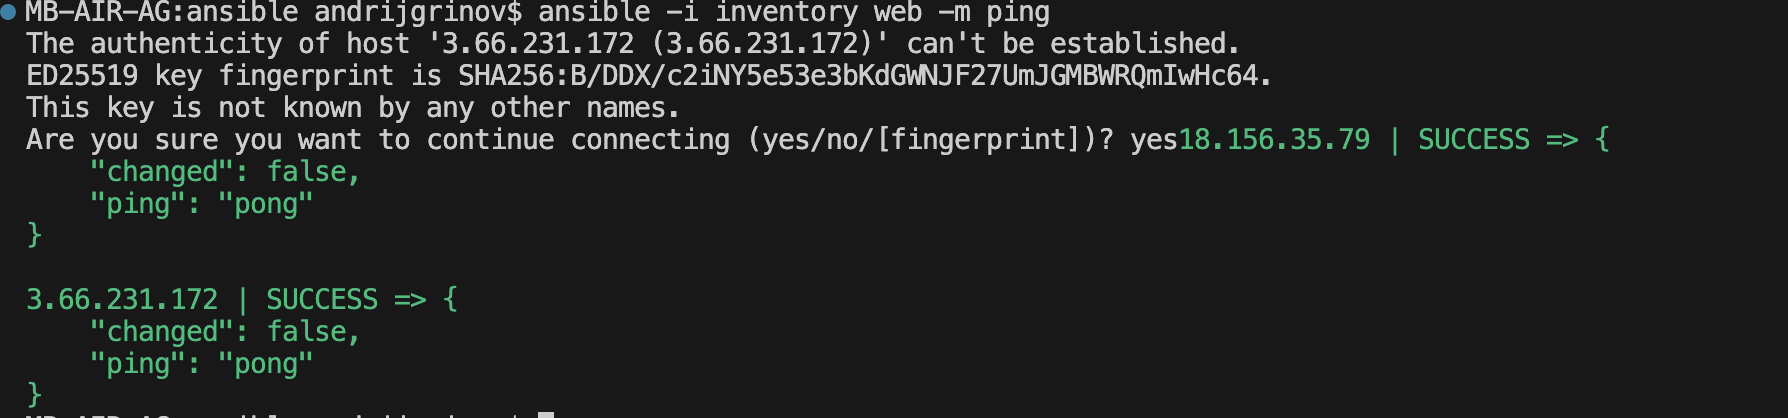 MB-AIR-AG:ansible andrijgrinov$ ansible -i inventory web -m ping
The authenticity of host '3.66.231.172 (3.66.231.172)' can't be established.
ED25519 key fingerprint is SHA256:B/DDX/c2iNY5e53e3bKdGWNJF27UmJGMBWRQmIwHc64.
This key is not known by any other names.
Are you sure you want to continue connecting (yes/no/[fingerprint])? yes18.156.35.79 | SUCCESS => {
    "changed": false,
    "ping": "pong"
}

3.66.231.172 | SUCCESS => {
    "changed": false,
    "ping": "pong"
}